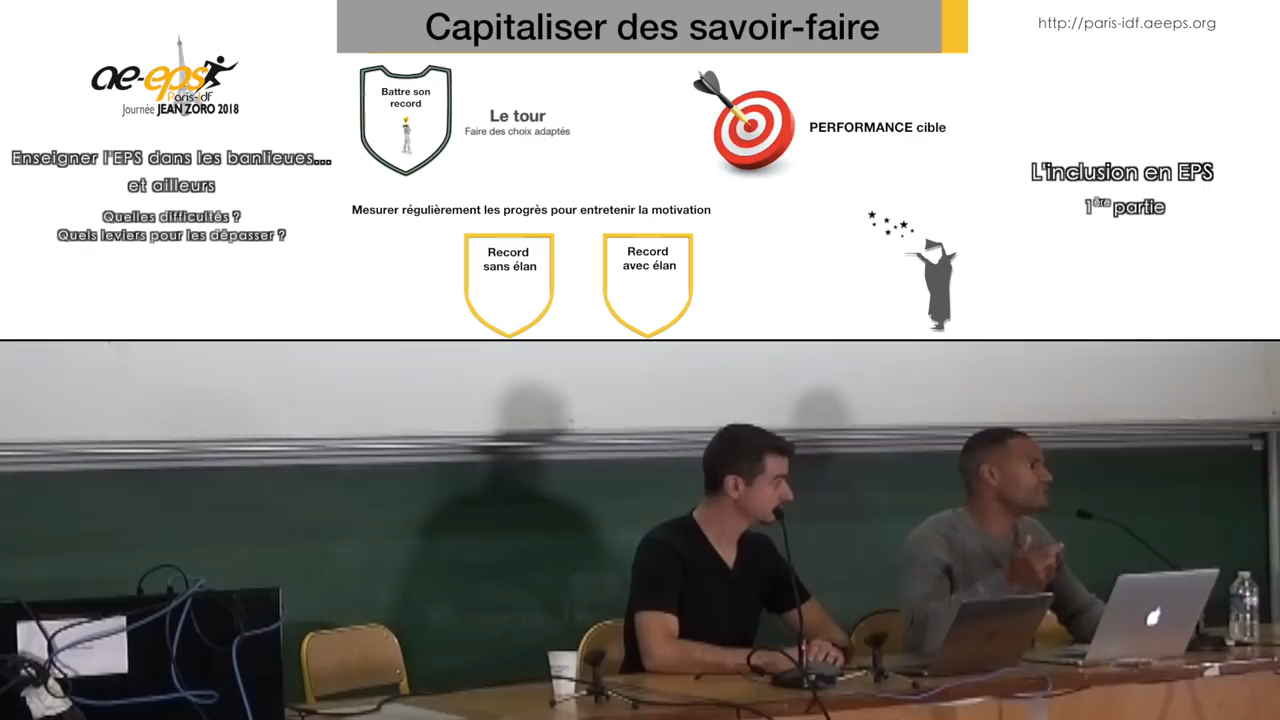 Capitaliser des savoir-faire
http://paris-idf.aeeps.org
ae-eps
Paris-idf
Journée JEAN ZORO 2018
Enseigner l'EPS dans les banlieues...
et ailleurs
Quelles difficultés ?
Quels leviers pour les dépasser ?
Battre son
record
Le tour
Faire des choix adaptés
PERFORMANCE cible
L'inclusion en EPS
1ère partie
Mesurer régulièrement les progrès pour entretenir la motivation
Record
sans élan
Record
avec élan